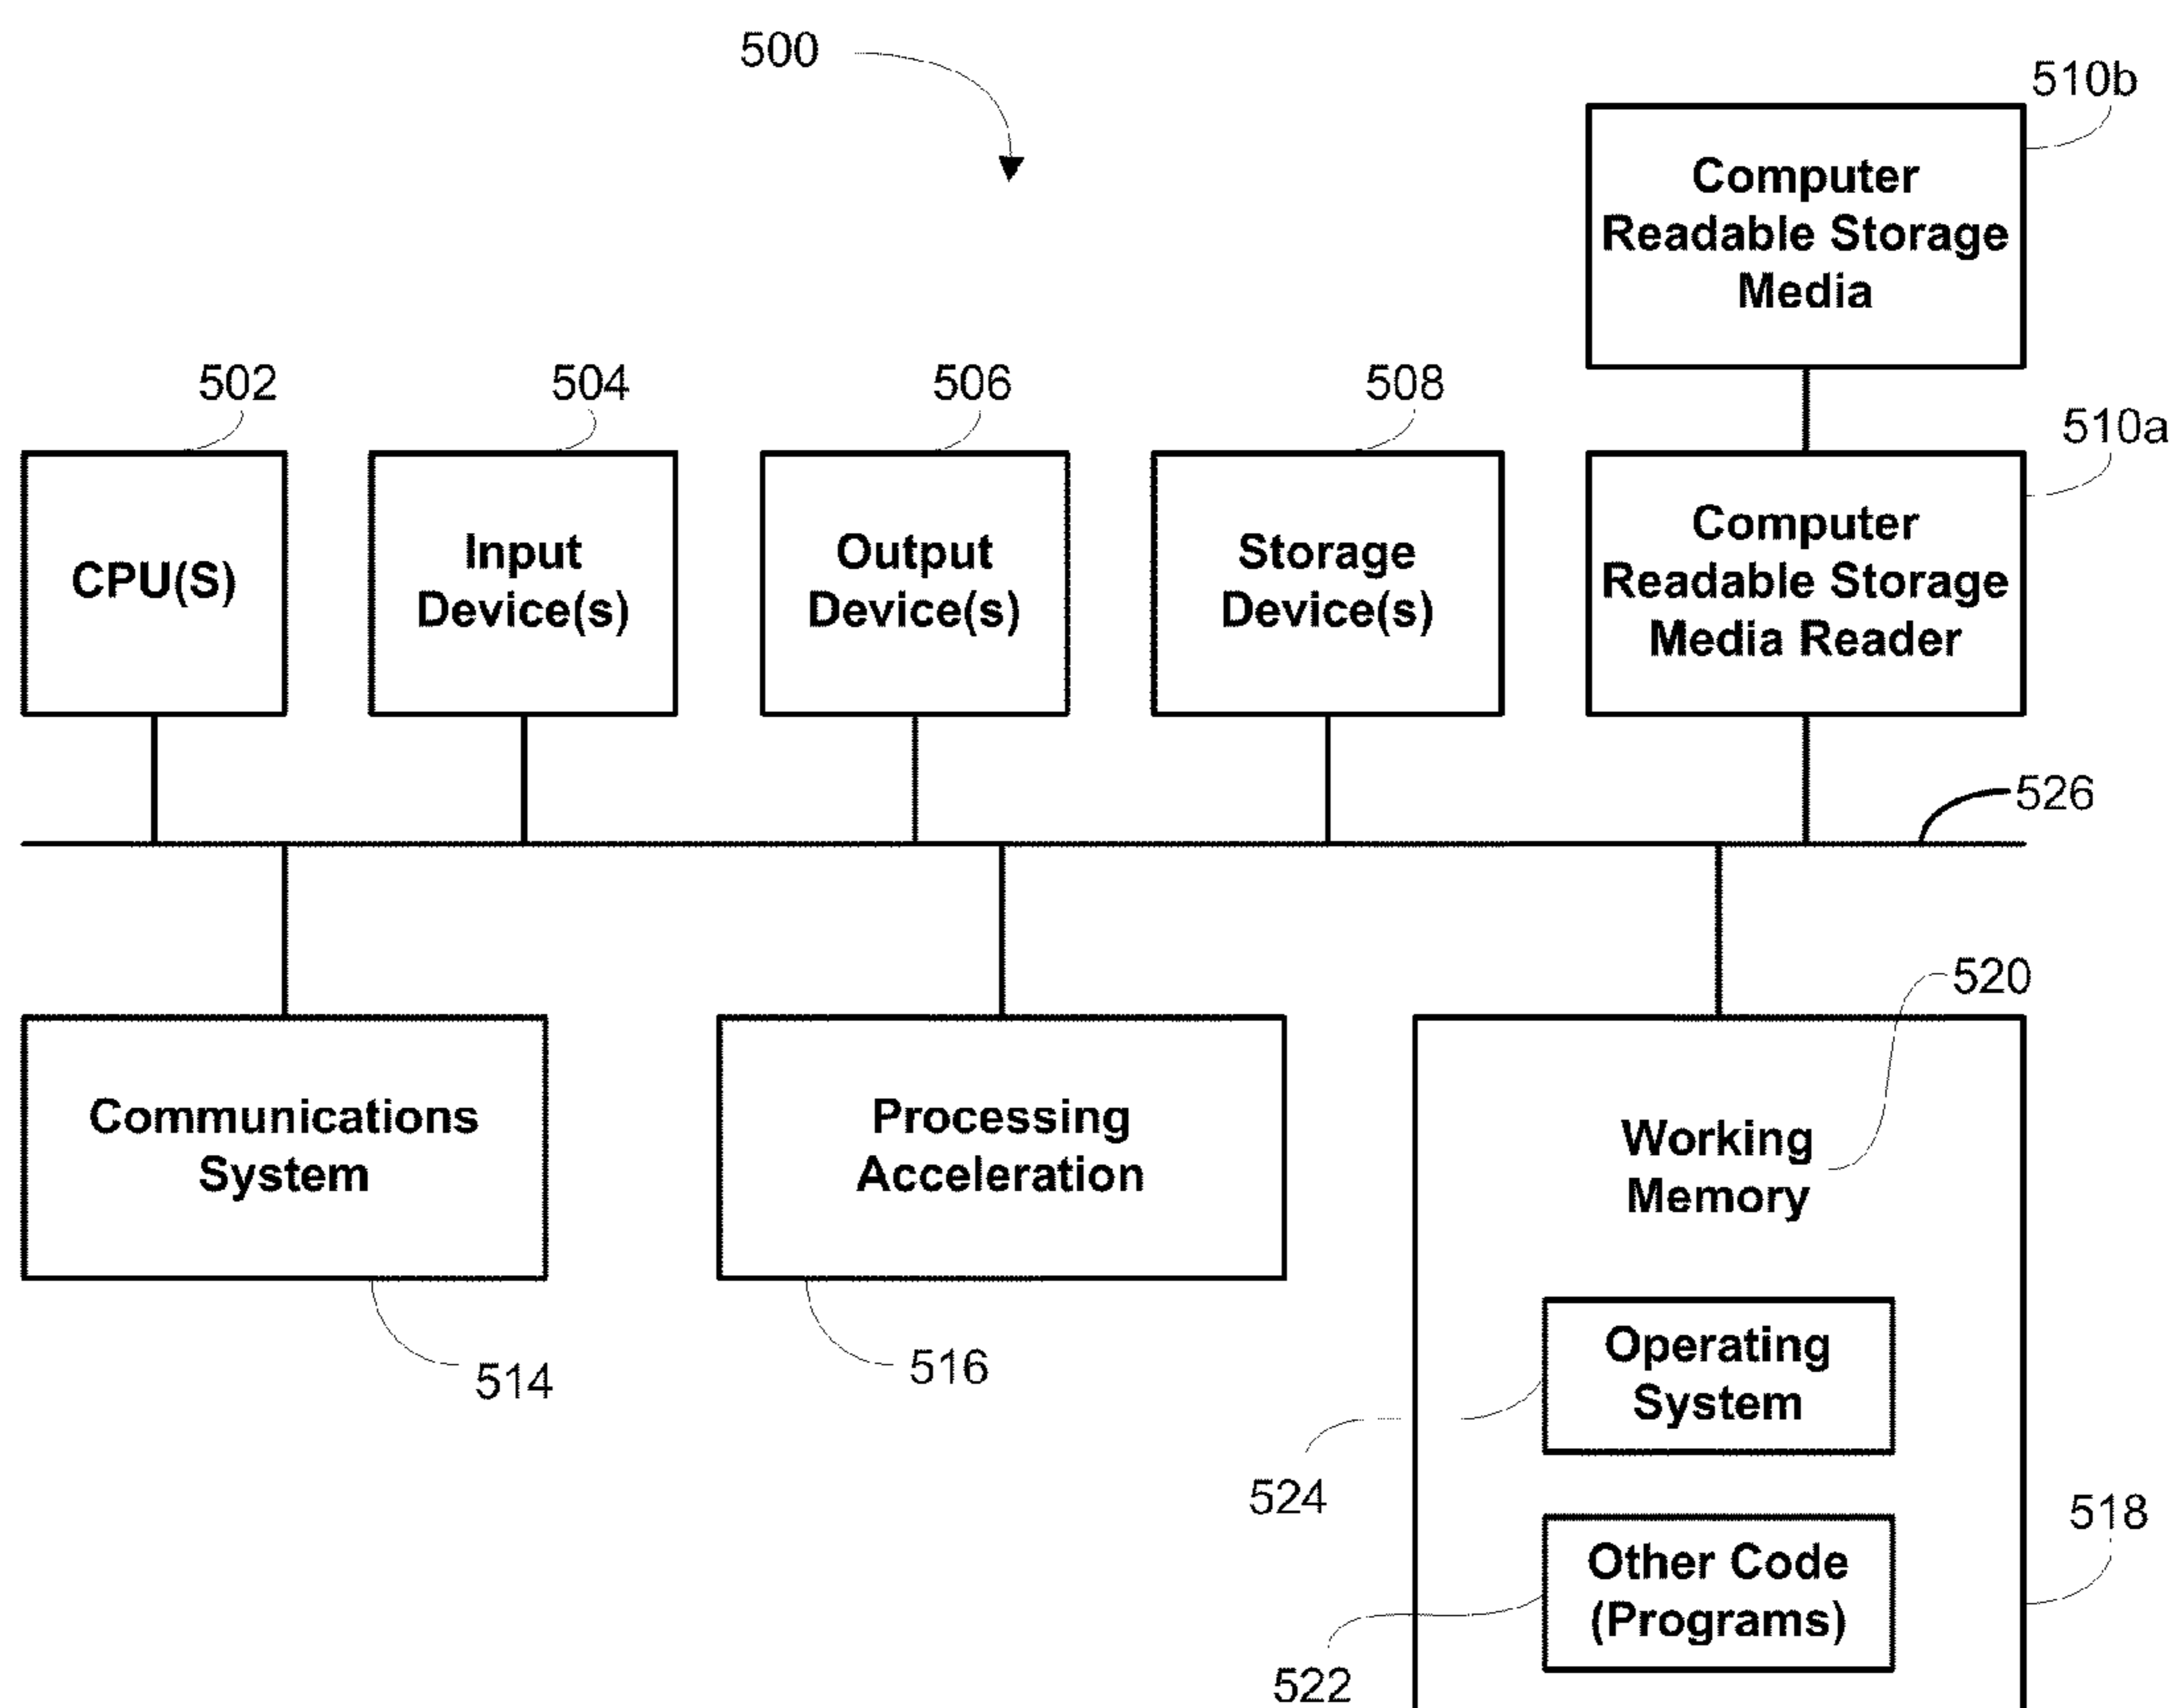 500
510b
Computer
Readable Storage
Media
502
504
506
508
510a
CPU(S)
Input
Device(s)
Output
Device(s)
Storage
Device(s)
Computer
Readable Storage
Media Reader
526
520
Communications
System
Processing
Acceleration
Working
Memory
514
516
Operating
System
524
518
Other Code
(Programs)
522